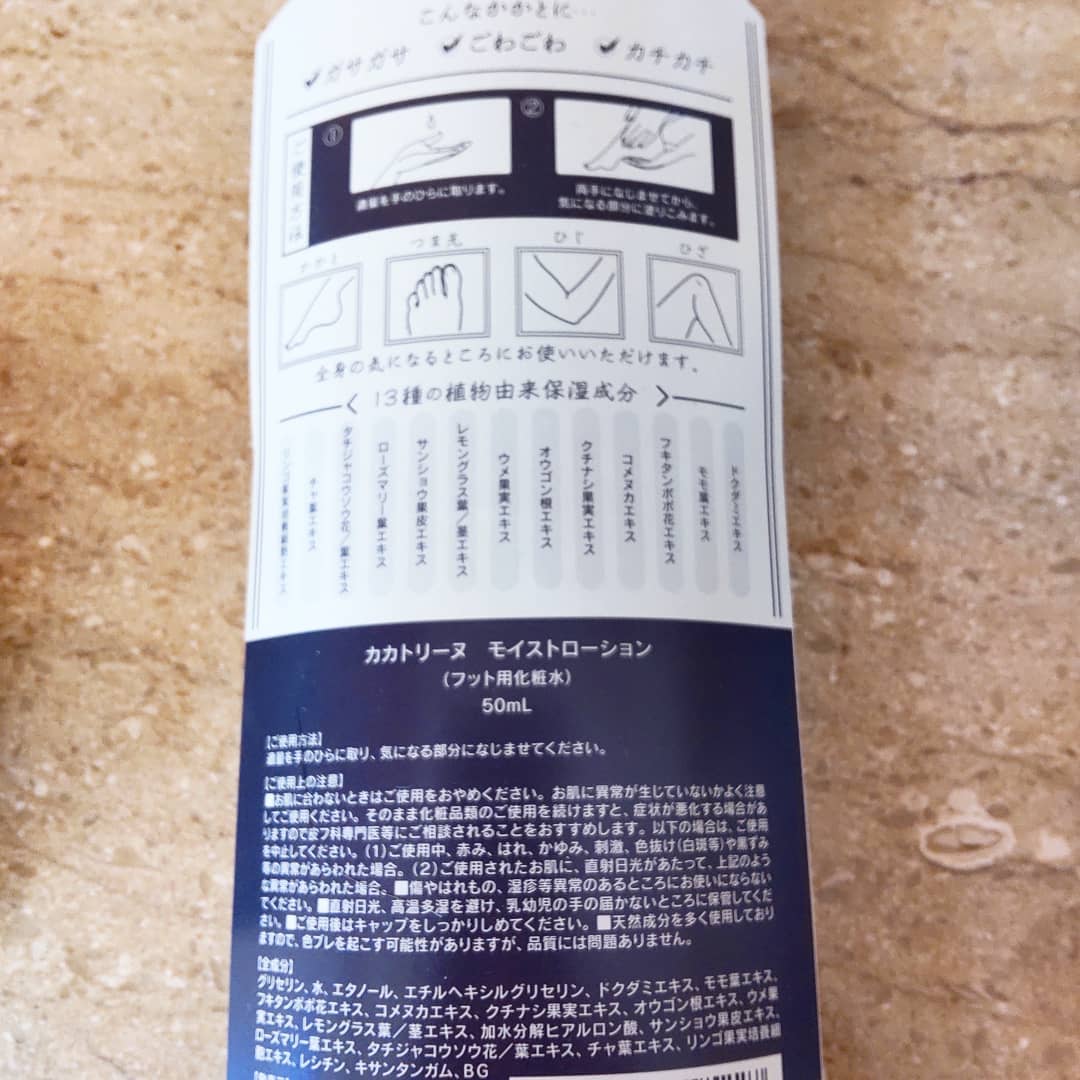 こんなかかとに…
✔ガサガサ ✔ごわごわ ✔カチカチ
ご使用方法
①
適量を手のひらに取ります。
②
両手になじませてから、
気になる部分に塗りこみます。
かかと つま先 ひじ ひざ
全身の気になるところにお使いいただけます。
13種の植物由来保湿成分
リンゴ果実培養細胞エキス
チャ葉エキス
タチジャコウソウ花/葉エキス
ローズマリー葉エキス
サンショウ果皮エキス
レモングラス葉/茎エキス
ウメ果実エキス
オウゴン根エキス
クチナシ果実エキス
コメヌカエキス
フキタンポポ花エキス
モモ葉エキス
ドクダミエキス
カカトリーヌ モイストローション
(フット用化粧水)
50mL
【ご使用方法】
適量を手のひらに取り、気になる部分になじませてください。
【ご使用上の注意】
■お肌に合わないときはご使用をおやめください。お肌に異常が生じていないかよく注意
してご使用ください。そのまま化粧品類のご使用を続けますと、症状が悪化する場合があ
りますので皮フ科専門医等にご相談されることをおすすめします。以下の場合は、ご使用
を中止してください。(1)ご使用中、赤み、はれ、かゆみ、刺激、色抜け(白斑等)や黒ずみ
等の異常があらわれた場合。(2)ご使用されたお肌に、直射日光があたって、上記のよう
な異常があらわれた場合。■傷やはれもの、湿疹等異常のあるところにお使いにならない
でください。■直射日光、高温多湿を避け、乳幼児の手の届かないところに保管してくだ
さい。■ご使用後はキャップをしっかりしめてください。■天然成分を多く使用しており
ますので、色ブレを起こす可能性がありますが、品質には問題ありません。
【全成分】
グリセリン、水、エタノール、エチルヘキシルグリセリン、ドクダミエキス、モモ葉エキス、
フキタンポポ花エキス、コメヌカエキス、クチナシ果実エキス、オウゴン根エキス、ウメ果
実エキス、レモングラス葉/茎エキス、加水分解ヒアルロン酸、サンショウ果皮エキス、
ローズマリー葉エキス、タチジャコウソウ花/葉エキス、チャ葉エキス、リンゴ果実培養細
胞エキス、レシチン、キサンタンガム、BG